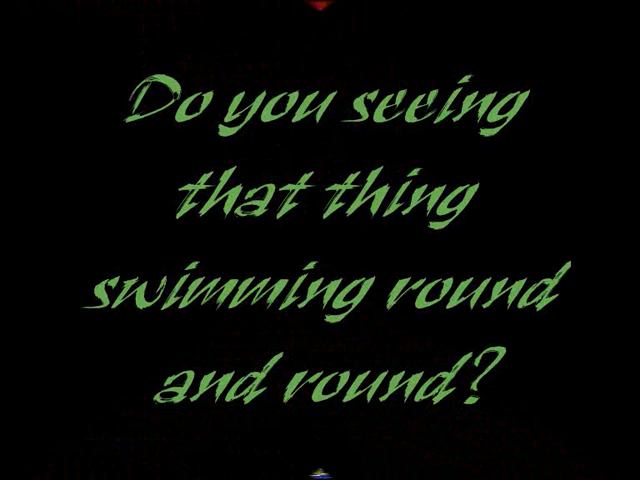 Do you seeing
that thing
swimming round
and round?